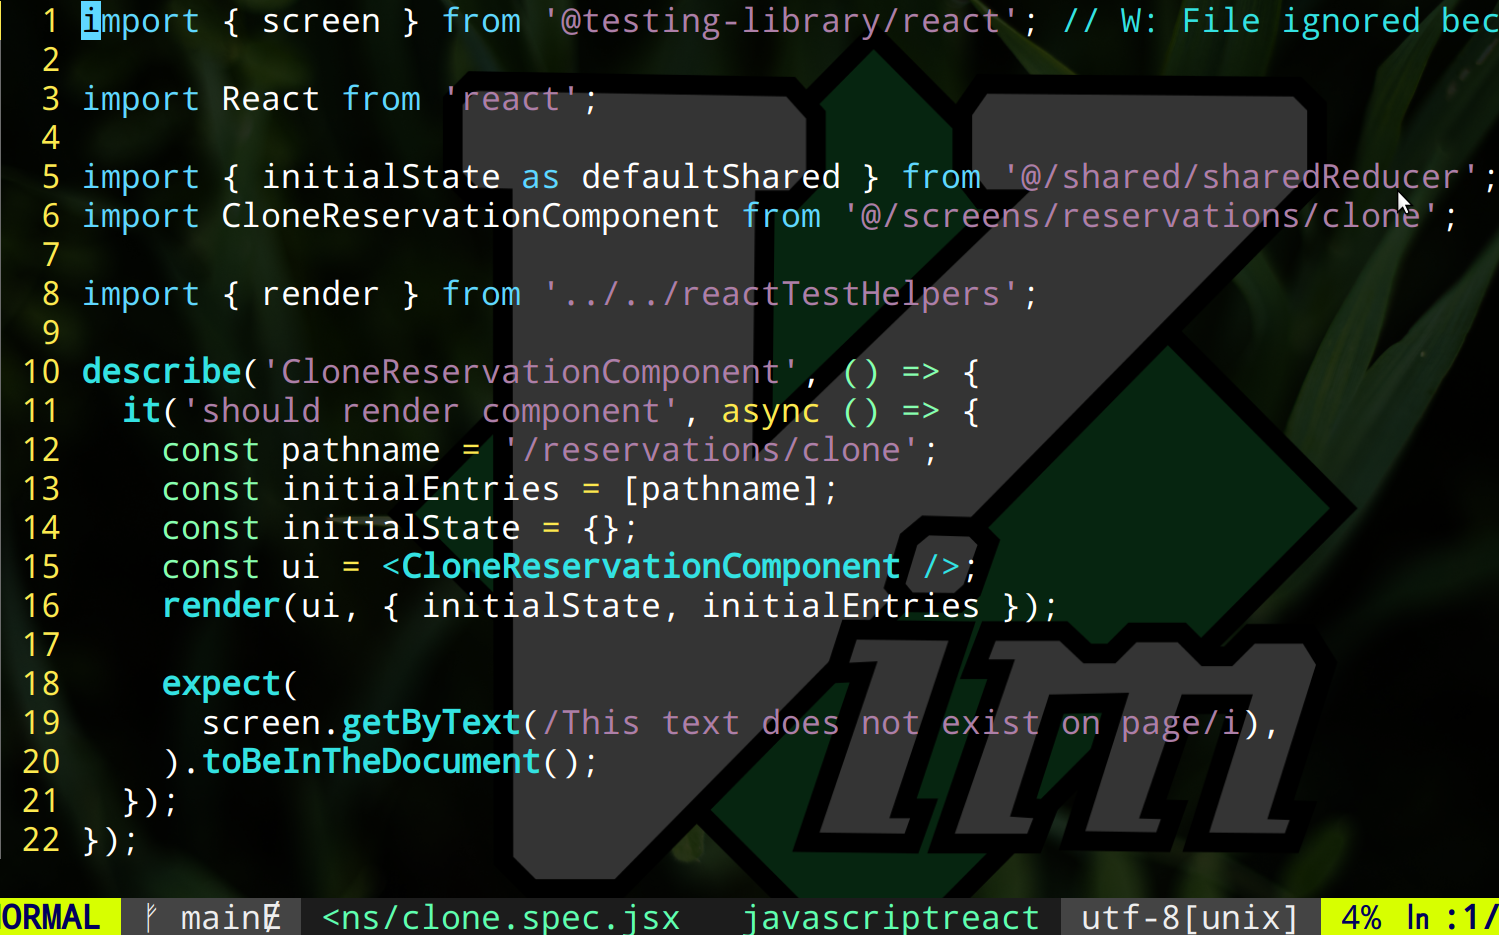 1 import { screen } from '@testing-library/react'; // W: File ignored bec
2
3 import React from 'react';
4
5 import { initialState as defaultShared } from '@/shared/sharedReducer';
6 import CloneReservationComponent from '@/screens/reservations/clone';
7
8 import { render } from '../../reactTestHelpers';
9
10 describe('CloneReservationComponent', () => {
11   it('should render component', async () => {
12     const pathname = '/reservations/clone';
13     const initialEntries = [pathname];
14     const initialState = {};
15     const ui = <CloneReservationComponent />;
16     render(ui, { initialState, initialEntries });
17
18     expect(
19       screen.getByText(/This text does not exist on page/i),
20     ).toBeInTheDocument();
21   });
22 });
Vim
ORMAL main <ns/clone.spec.jsx javascriptreact utf-8[unix] 4% ln :1/